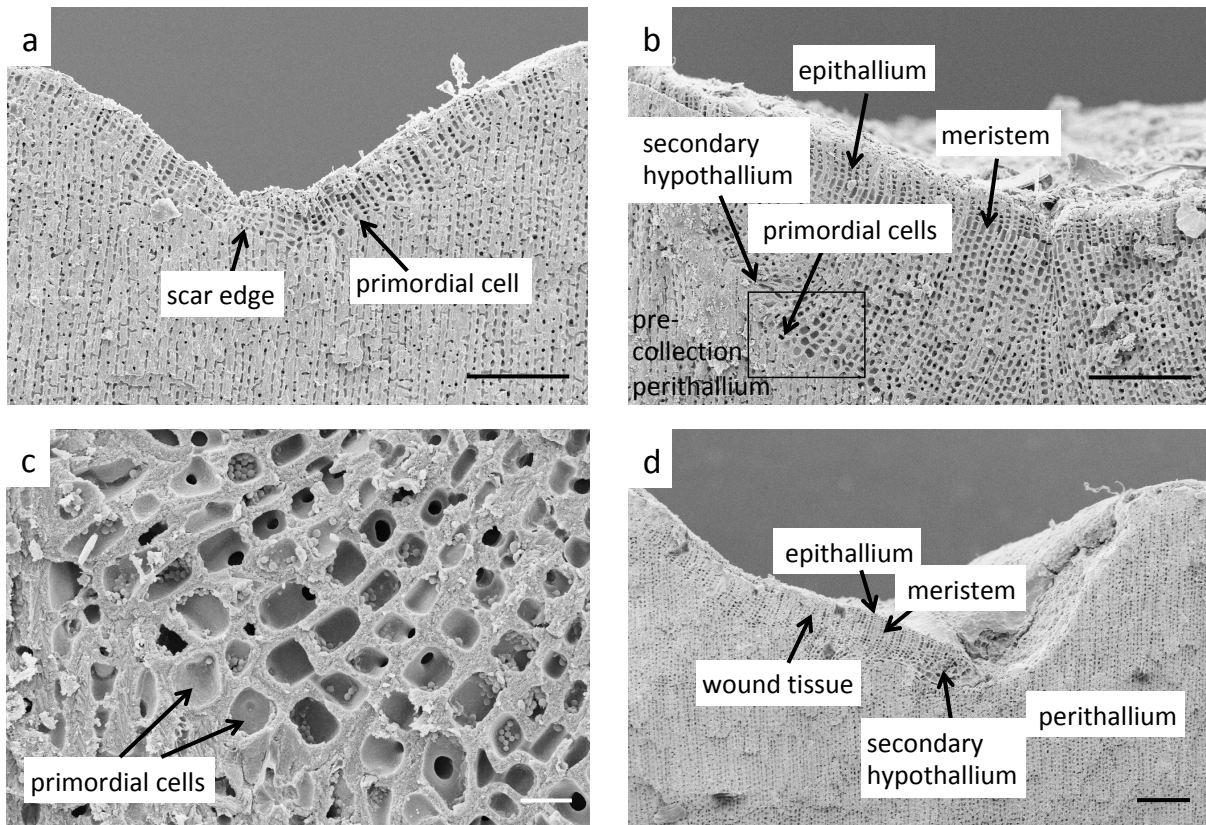 a
scar edge
primordial cell
b
epithallium
meristem
secondary
hypothallium
primordial cells
pre-
collection
perithallium
c
primordial cells
d
epithallium
meristem
wound tissue
secondary
hypothallium
perithallium